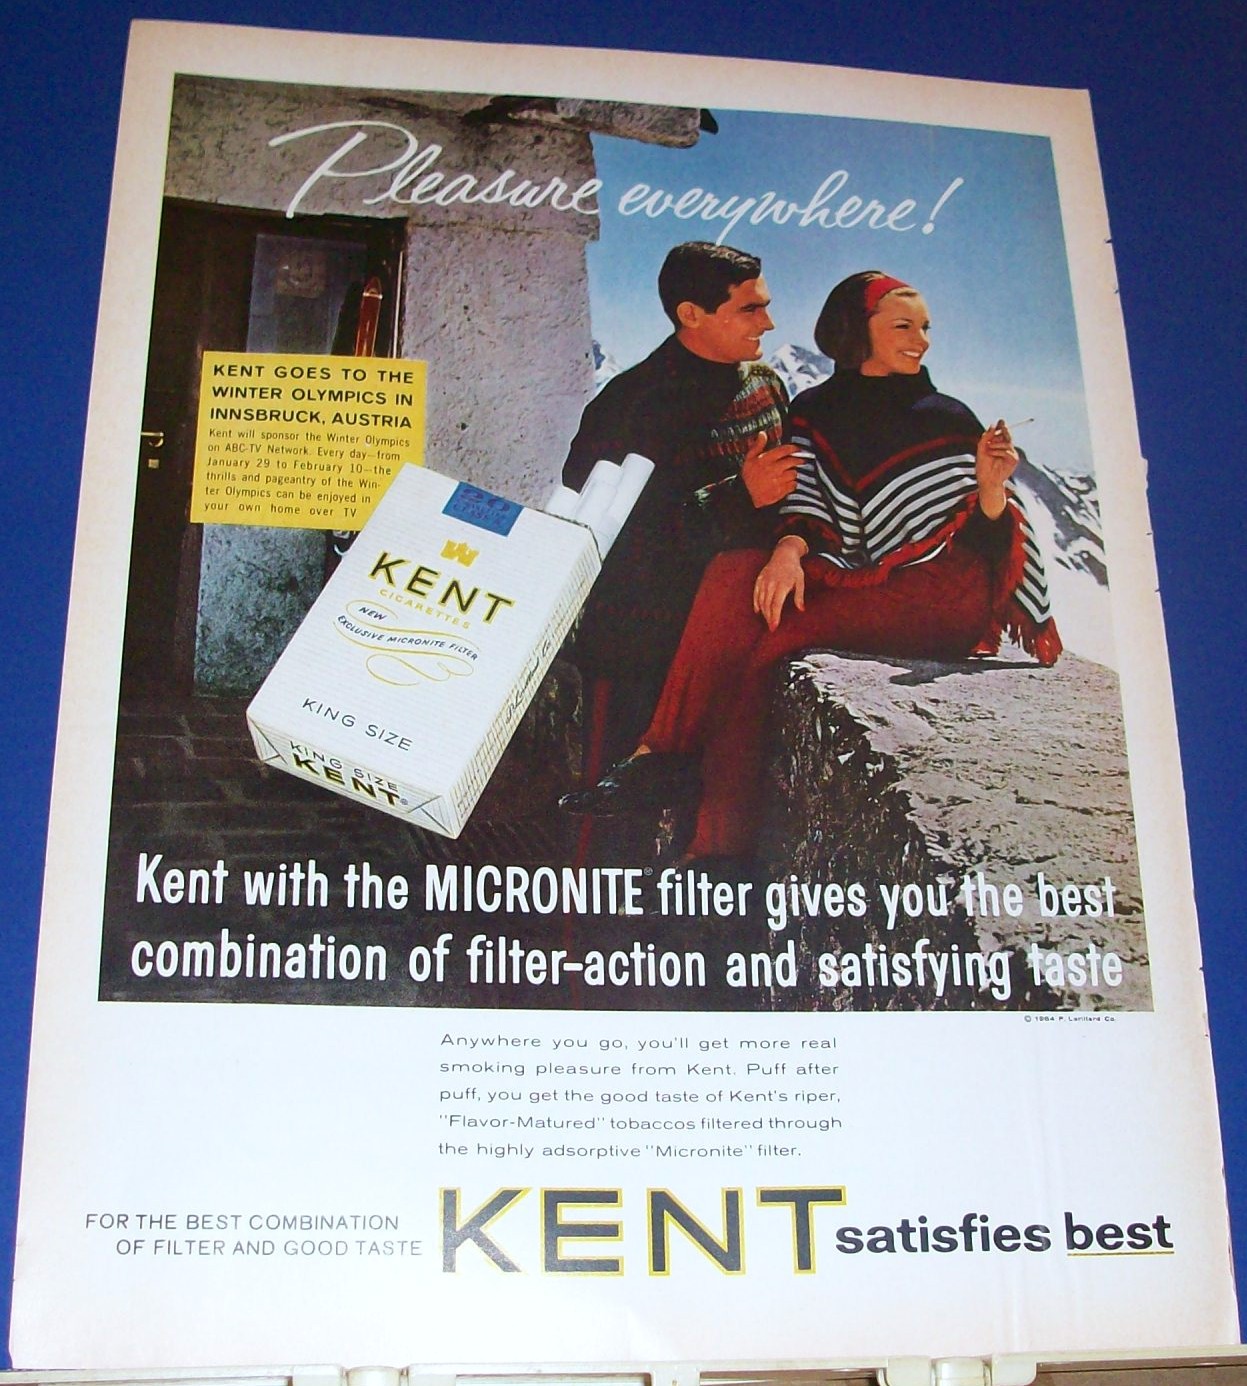 Pleasure everywhere!
KENT GOES TO THE
WINTER OLYMPICS IN
INNSBRUCK, AUSTRIA
Kent will sponsor the Winter Olympics
on ABC-TV Network. Every day—from
January 29 to February 10—the
thrills and pageantry of the Win-
ter Olympics can be enjoyed in
your own home over TV
20
KENT
CIGARETTES
NEW
EXCLUSIVE MICRONITE FILTER
KING SIZE
KING SIZE
KENT®
Kent with the MICRONITE® filter gives you the best
combination of filter-action and satisfying taste
© 1964 P. Lorillard Co.
Anywhere you go, you'll get more real
smoking pleasure from Kent. Puff after
puff, you get the good taste of Kent's riper,
"Flavor-Matured" tobaccos filtered through
the highly adsorptive "Micronite" filter.
FOR THE BEST COMBINATION
OF FILTER AND GOOD TASTE
KENT satisfies best